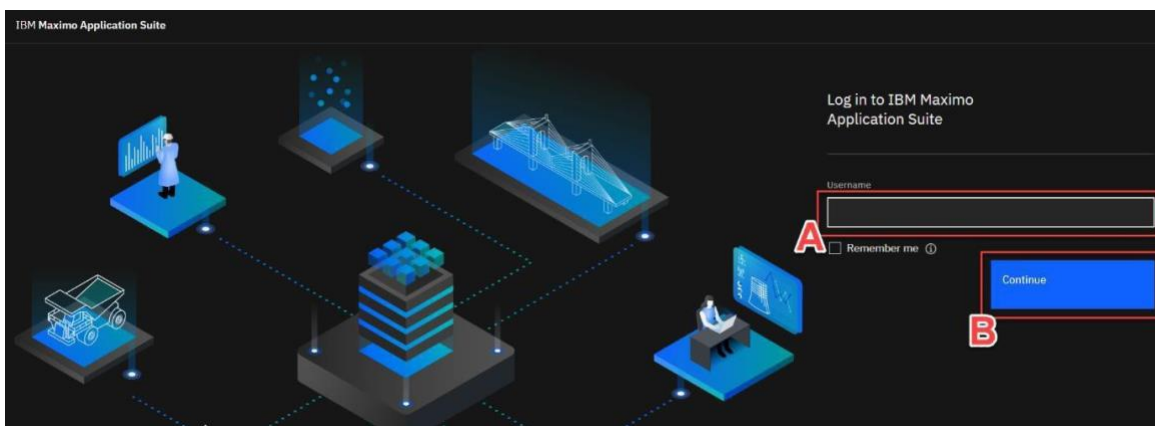 IBM Maximo Application Suite
Log in to IBM Maximo
Application Suite
Username
A
Remember me
Continue
B